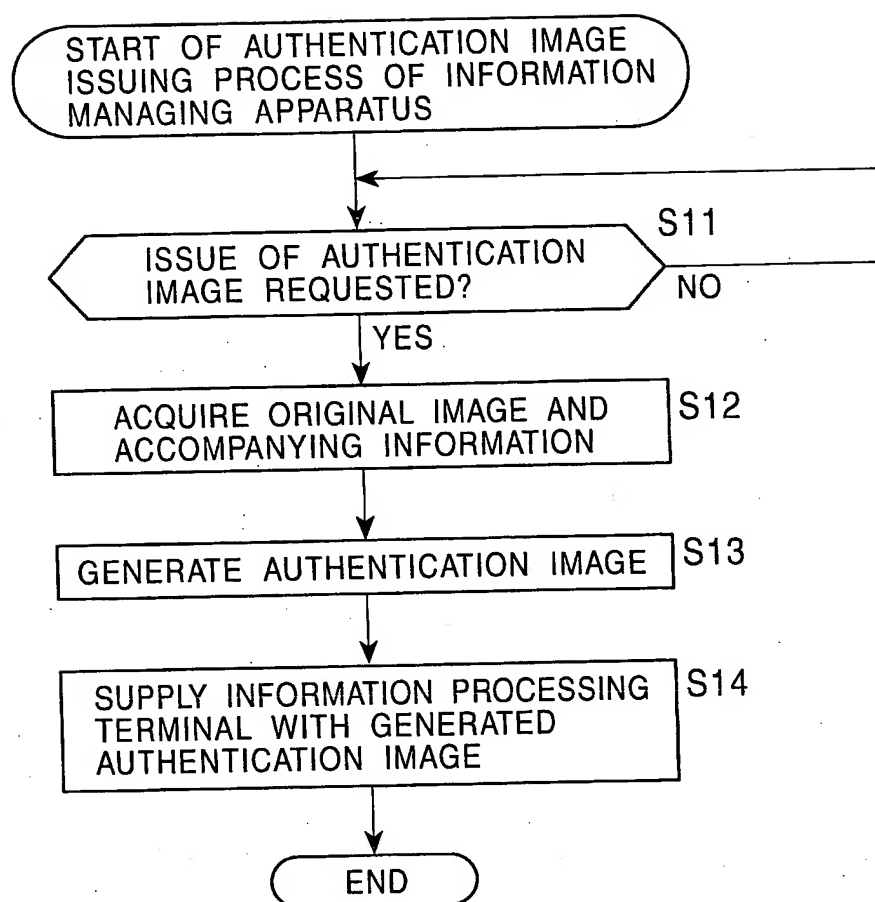 START OF AUTHENTICATION IMAGE
ISSUING PROCESS OF INFORMATION
MANAGING APPARATUS
S11
ISSUE OF AUTHENTICATION
IMAGE REQUESTED?
NO
YES
S12
ACQUIRE ORIGINAL IMAGE AND
ACCOMPANYING INFORMATION
S13
GENERATE AUTHENTICATION IMAGE
S14
SUPPLY INFORMATION PROCESSING
TERMINAL WITH GENERATED
AUTHENTICATION IMAGE
END